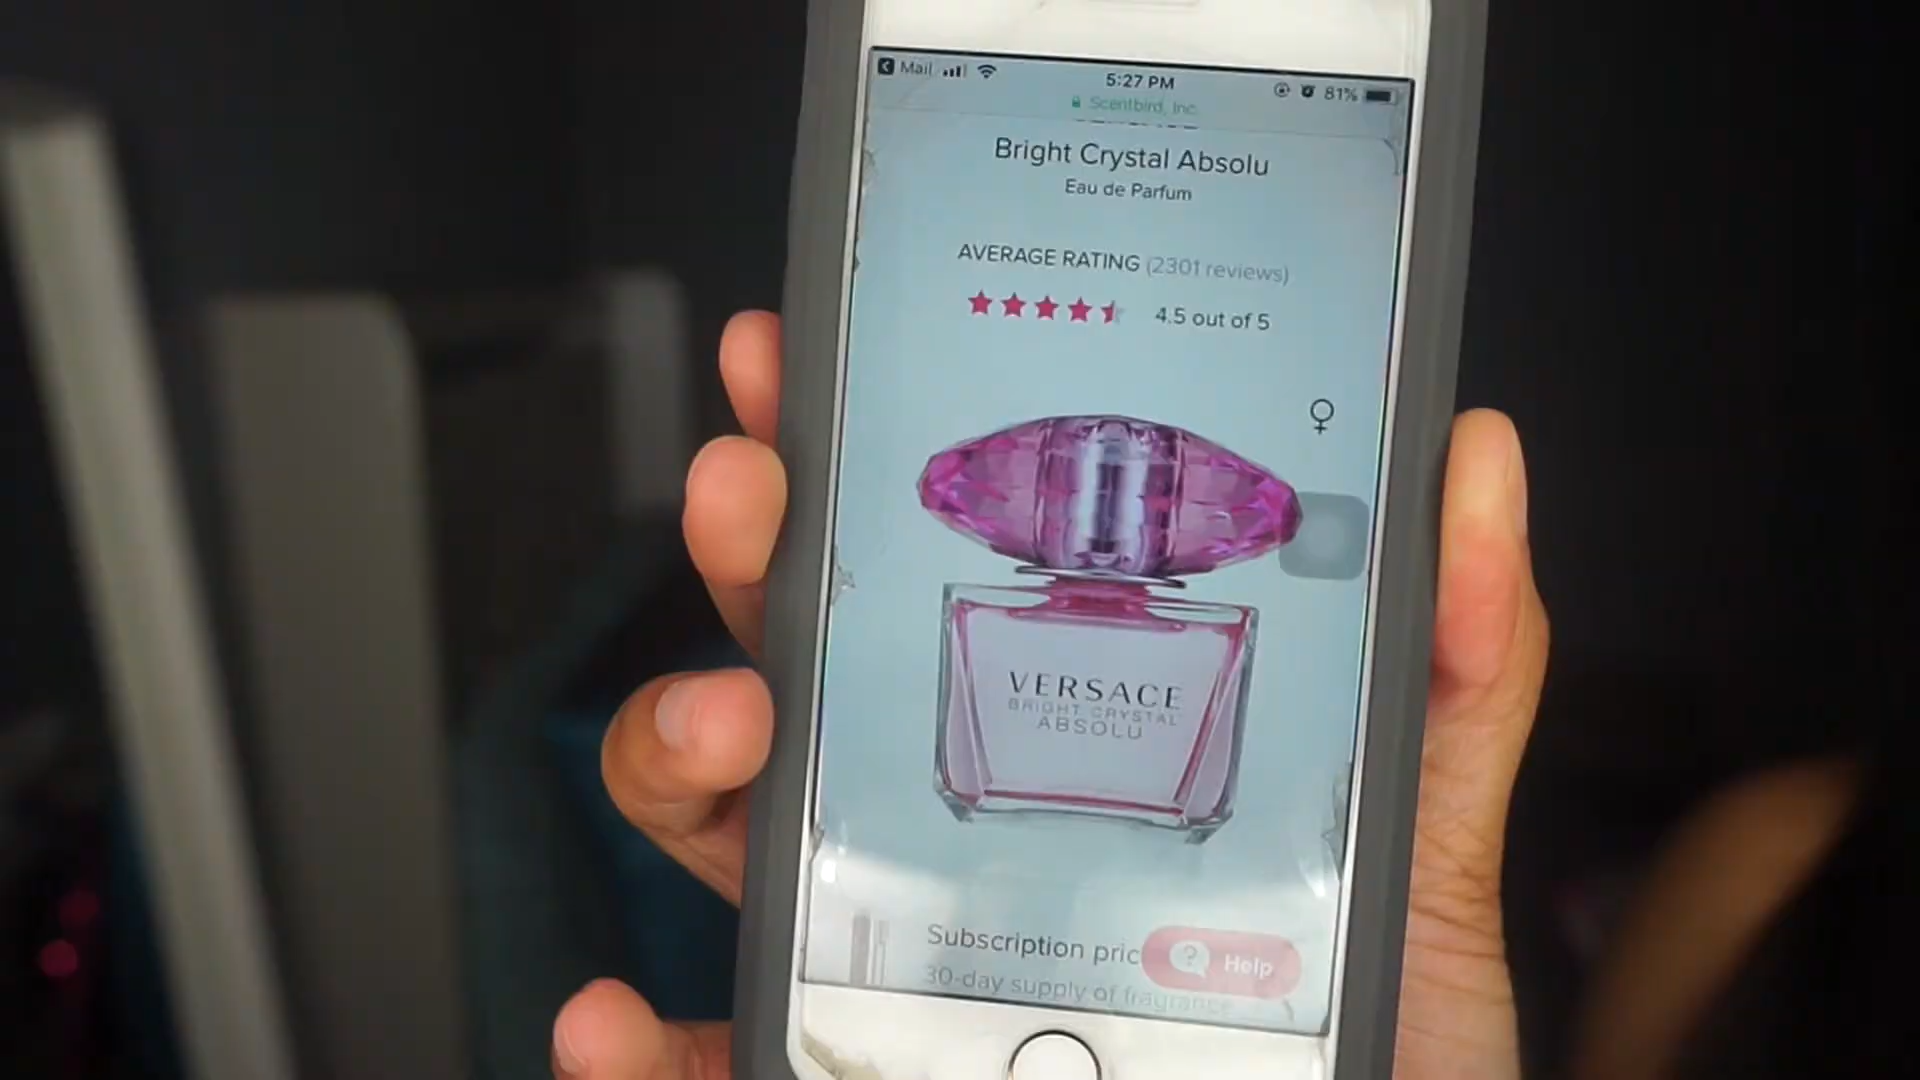 Mail
5:27 PM
81%
Scentbird, Inc.
Bright Crystal Absolu
Eau de Parfum
AVERAGE RATING (2301 reviews)
4.5 out of 5
VERSACE
BRIGHT CRYSTAL
ABSOLU
Subscription pric
? Help
30-day supply of fragrance